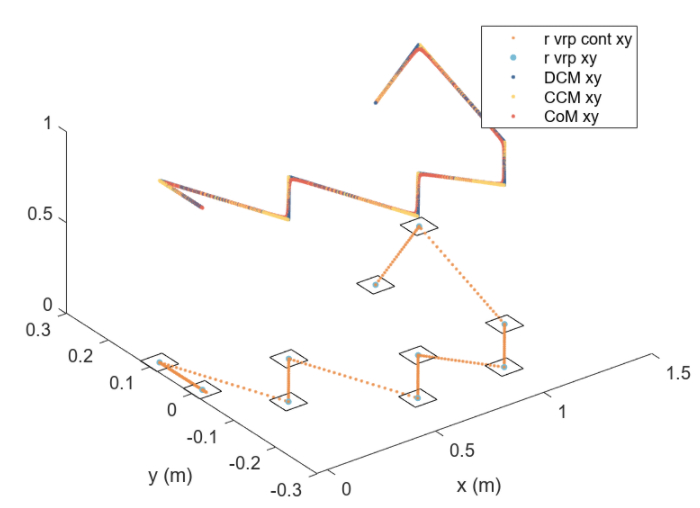 r vrp cont xy
r vrp xy
DCM xy
CCM xy
CoM xy
1
0.5
0
0.3
0.2
0.1
0
-0.1
-0.2
-0.3
y (m)
0
0.5
1
1.5
x (m)